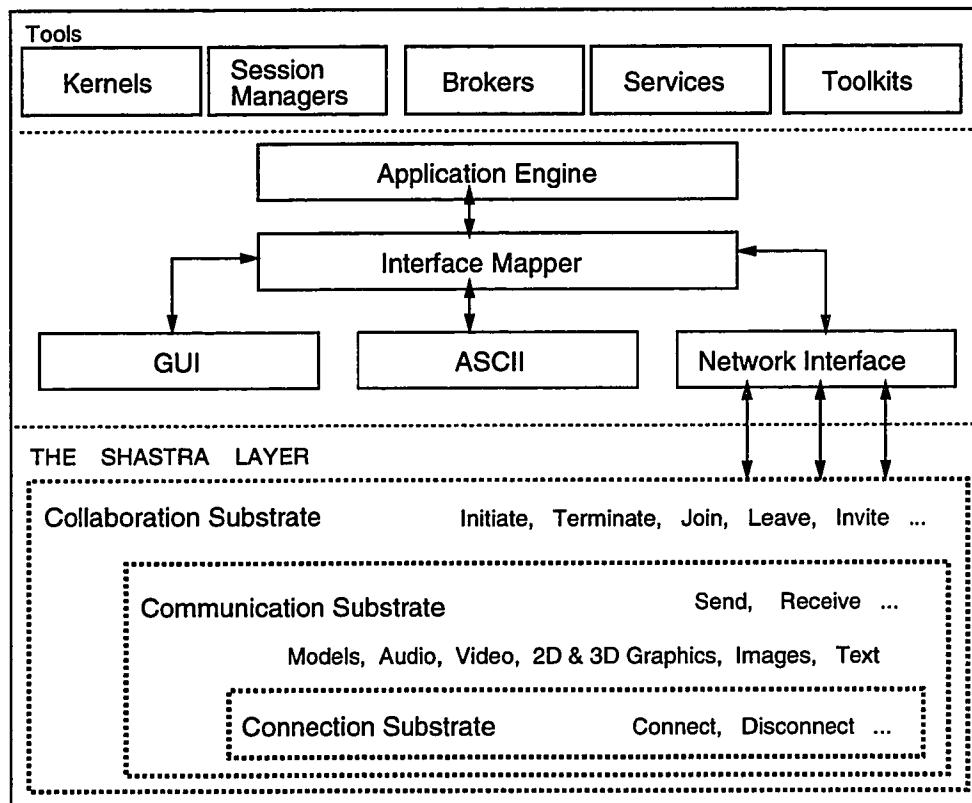 Tools
Kernels
Session
Managers
Brokers
Services
Toolkits
Application Engine
Interface Mapper
GUI
ASCII
Network Interface
THE SHASTRA LAYER
Collaboration Substrate
Initiate, Terminate, Join, Leave, Invite ...
Communication Substrate
Send, Receive ...
Models, Audio, Video, 2D & 3D Graphics, Images, Text
Connection Substrate
Connect, Disconnect ...